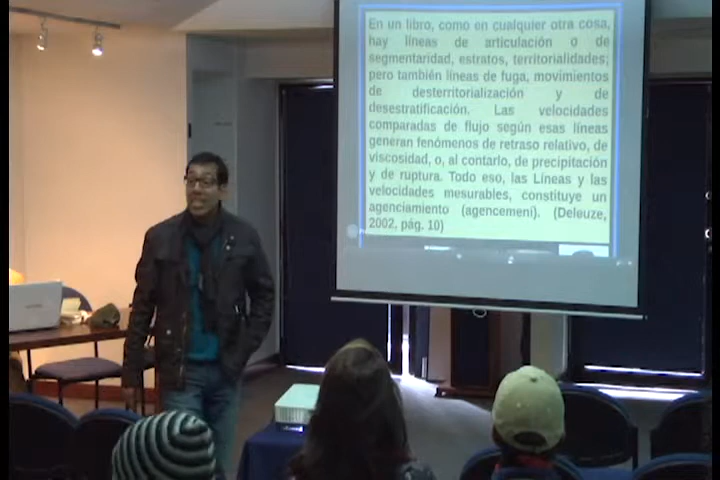 En un libro, como en cualquier otra cosa,
hay líneas de articulación o de
segmentaridad, estratos, territorialidades;
pero también líneas de fuga, movimientos
de desterritorialización y de
desestratificación. Las velocidades
comparadas de flujo según esas líneas
generan fenómenos de retraso relativo, de
viscosidad, o, al contarlo, de precipitación
y de ruptura. Todo eso, las Líneas y las
velocidades mesurables, constituye un
agenciamiento (agencemeni). (Deleuze,
2002, pág. 10)